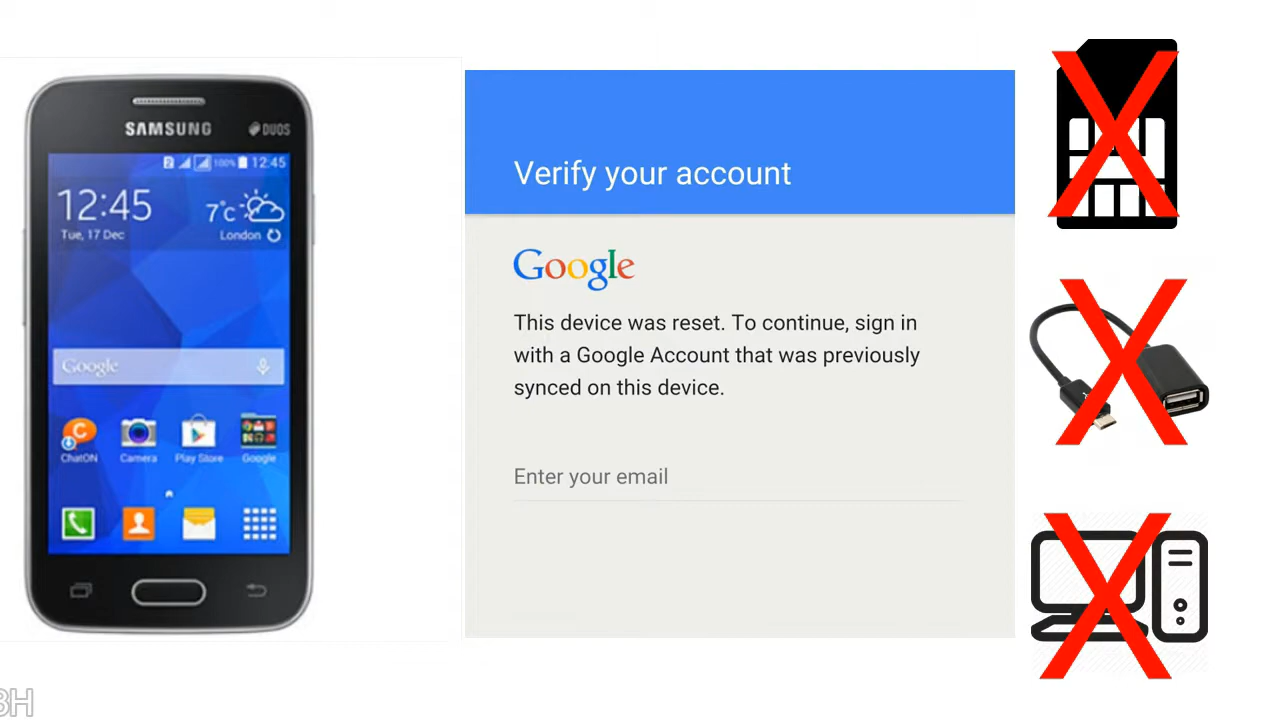 SAMSUNG DUOS
2 100% 12:45
12:45
7°c
Tue, 17 Dec
London
Google
ChatON Camera Play Store Google
Verify your account
Google
This device was reset. To continue, sign in
with a Google Account that was previously
synced on this device.
Enter your email